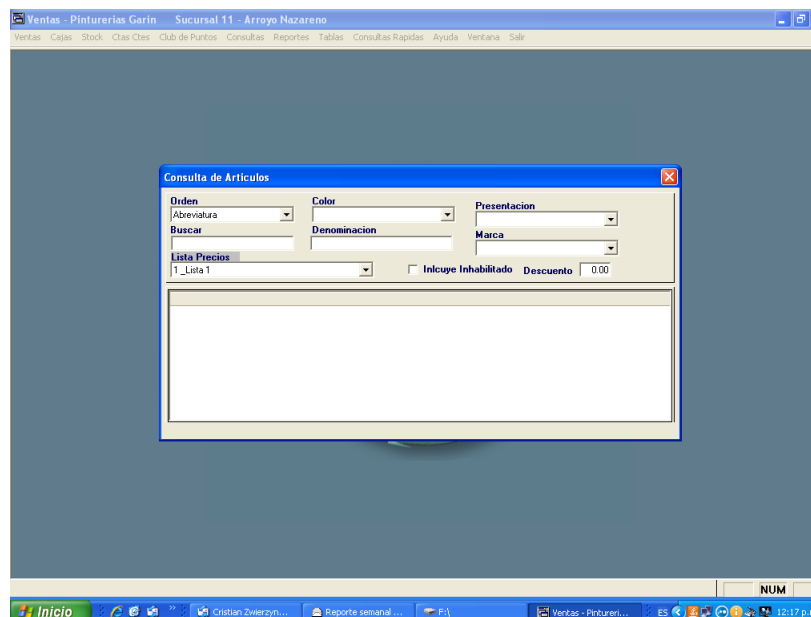 Ventas - Pinturerias Garin Sucursal 11 - Arroyo Nazareno
Ventas Cajas Stock Ctas Ctes Club de Puntos Consultas Reportes Tablas Consultas Rapidas Ayuda Ventana Salir
Consulta de Articulos
Orden Color Presentacion
Abreviatura
Buscar Denominacion Marca
Lista Precios
1 _Lista 1 Inlcuye Inhabilitado Descuento 0.00
NUM
Inicio » Cristian Zwierzyn... Reporte semanal ... F:\ Ventas - Pintureri... ES 12:17 p.